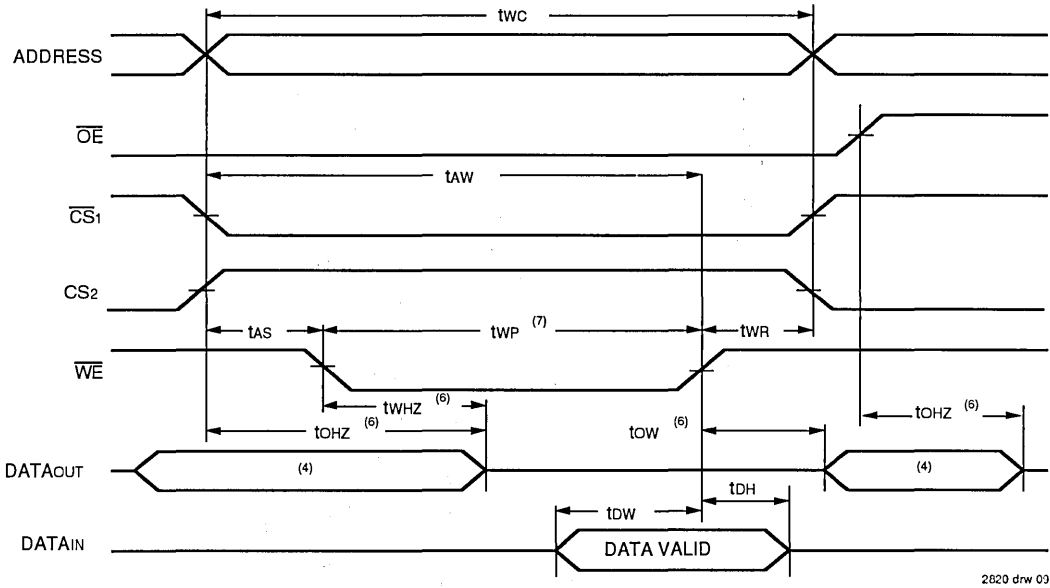 tWC
ADDRESS
OE
tAW
CS1
CS2
tAS
tWP (7)
tWR
WE
tWHZ (6)
tOHZ (6)
tOW (6)
tOHZ (6)
DATAOUT
(4)
(4)
tDW
tDH
DATAIN
DATA VALID
2820 drw 09